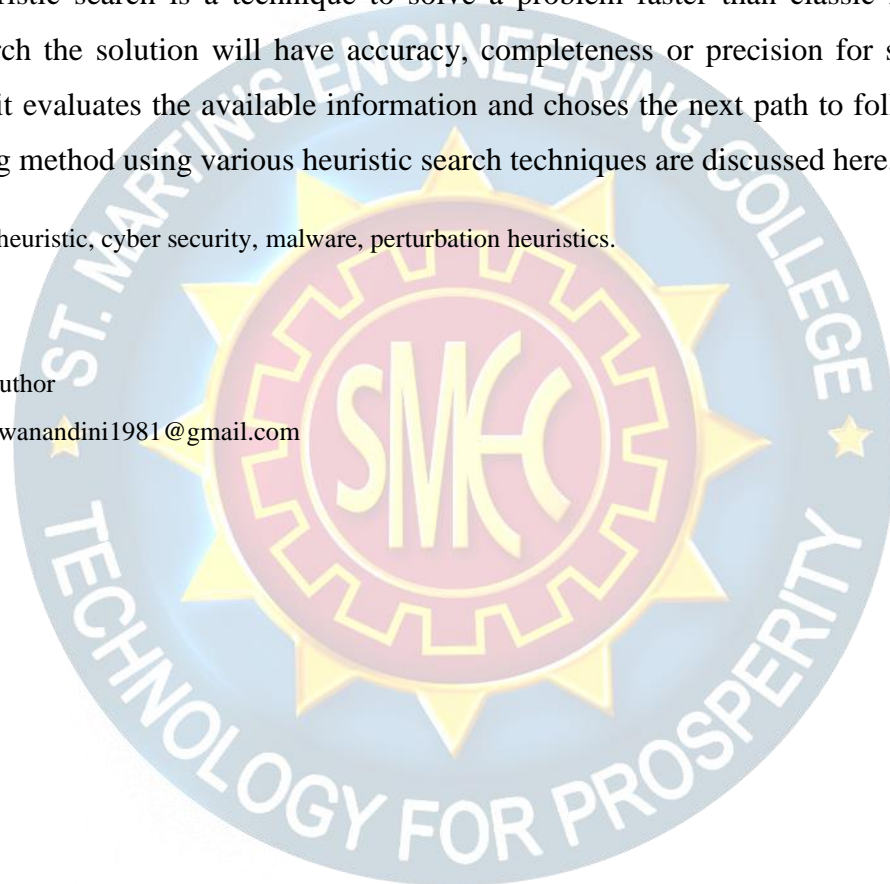 ristic search is a technique to solve a problem faster than classic
rch the solution will have accuracy, completeness or precision for s
it evaluates the available information and choses the next path to foll
g method using various heuristic search techniques are discussed here.
heuristic, cyber security, malware, perturbation heuristics.
uthor
wanandini1981@gmail.com
ST. MARTIN'S ENGINEERING COLLEGE
SMEC
TECHNOLOGY FOR PROSPERITY